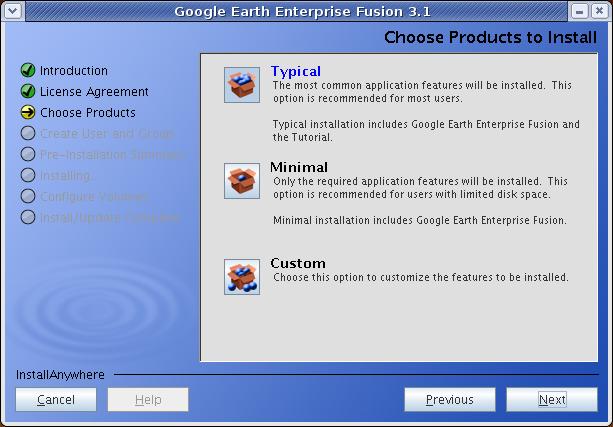 Google Earth Enterprise Fusion 3.1
Choose Products to Install
Introduction
License Agreement
Choose Products
Create User and Group
Pre-Installation Summary
Installing...
Configure Volumes
Install/Update Complete
Typical
The most common application features will be installed. This
option is recommended for most users.
Typical installation includes Google Earth Enterprise Fusion and
the Tutorial.
Minimal
Only the required application features will be installed. This
option is recommended for users with limited disk space.
Minimal installation includes Google Earth Enterprise Fusion.
Custom
Choose this option to customize the features to be installed.
InstallAnywhere
Cancel
Help
Previous
Next